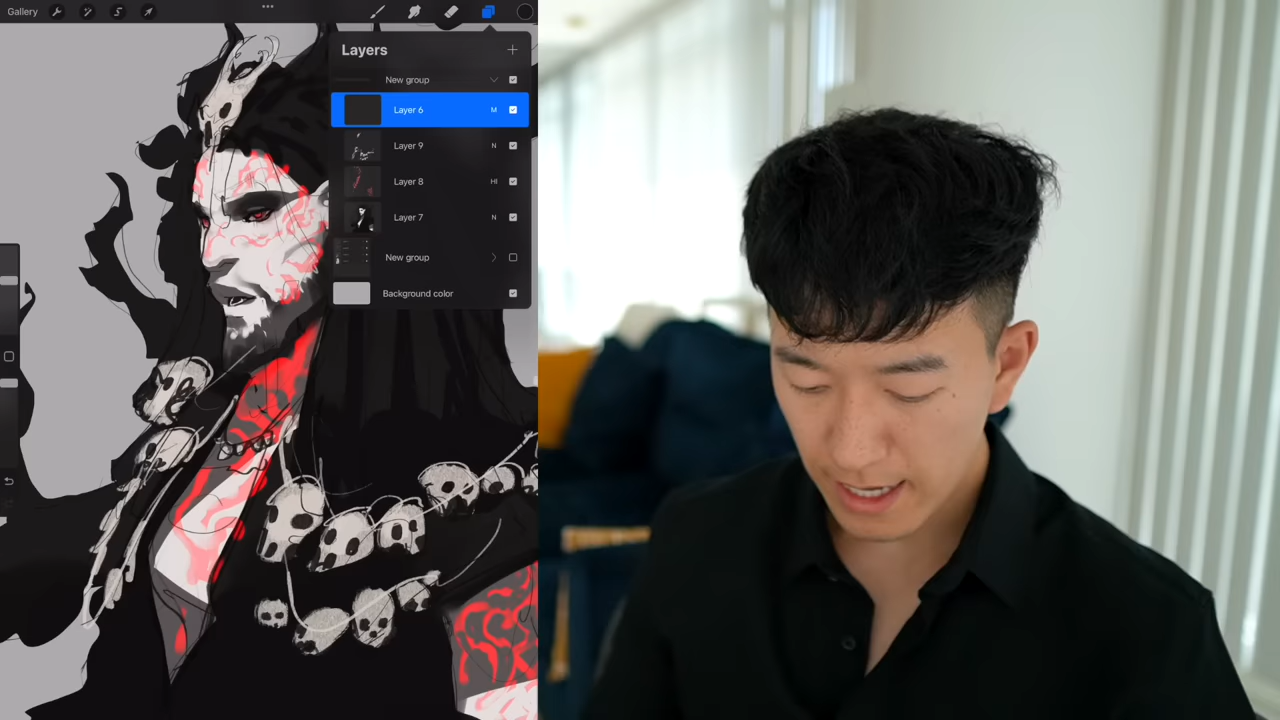 Gallery
Layers
New group
Layer 6 M
Layer 9 N
Layer 8 HI
Layer 7 N
New group
Background color